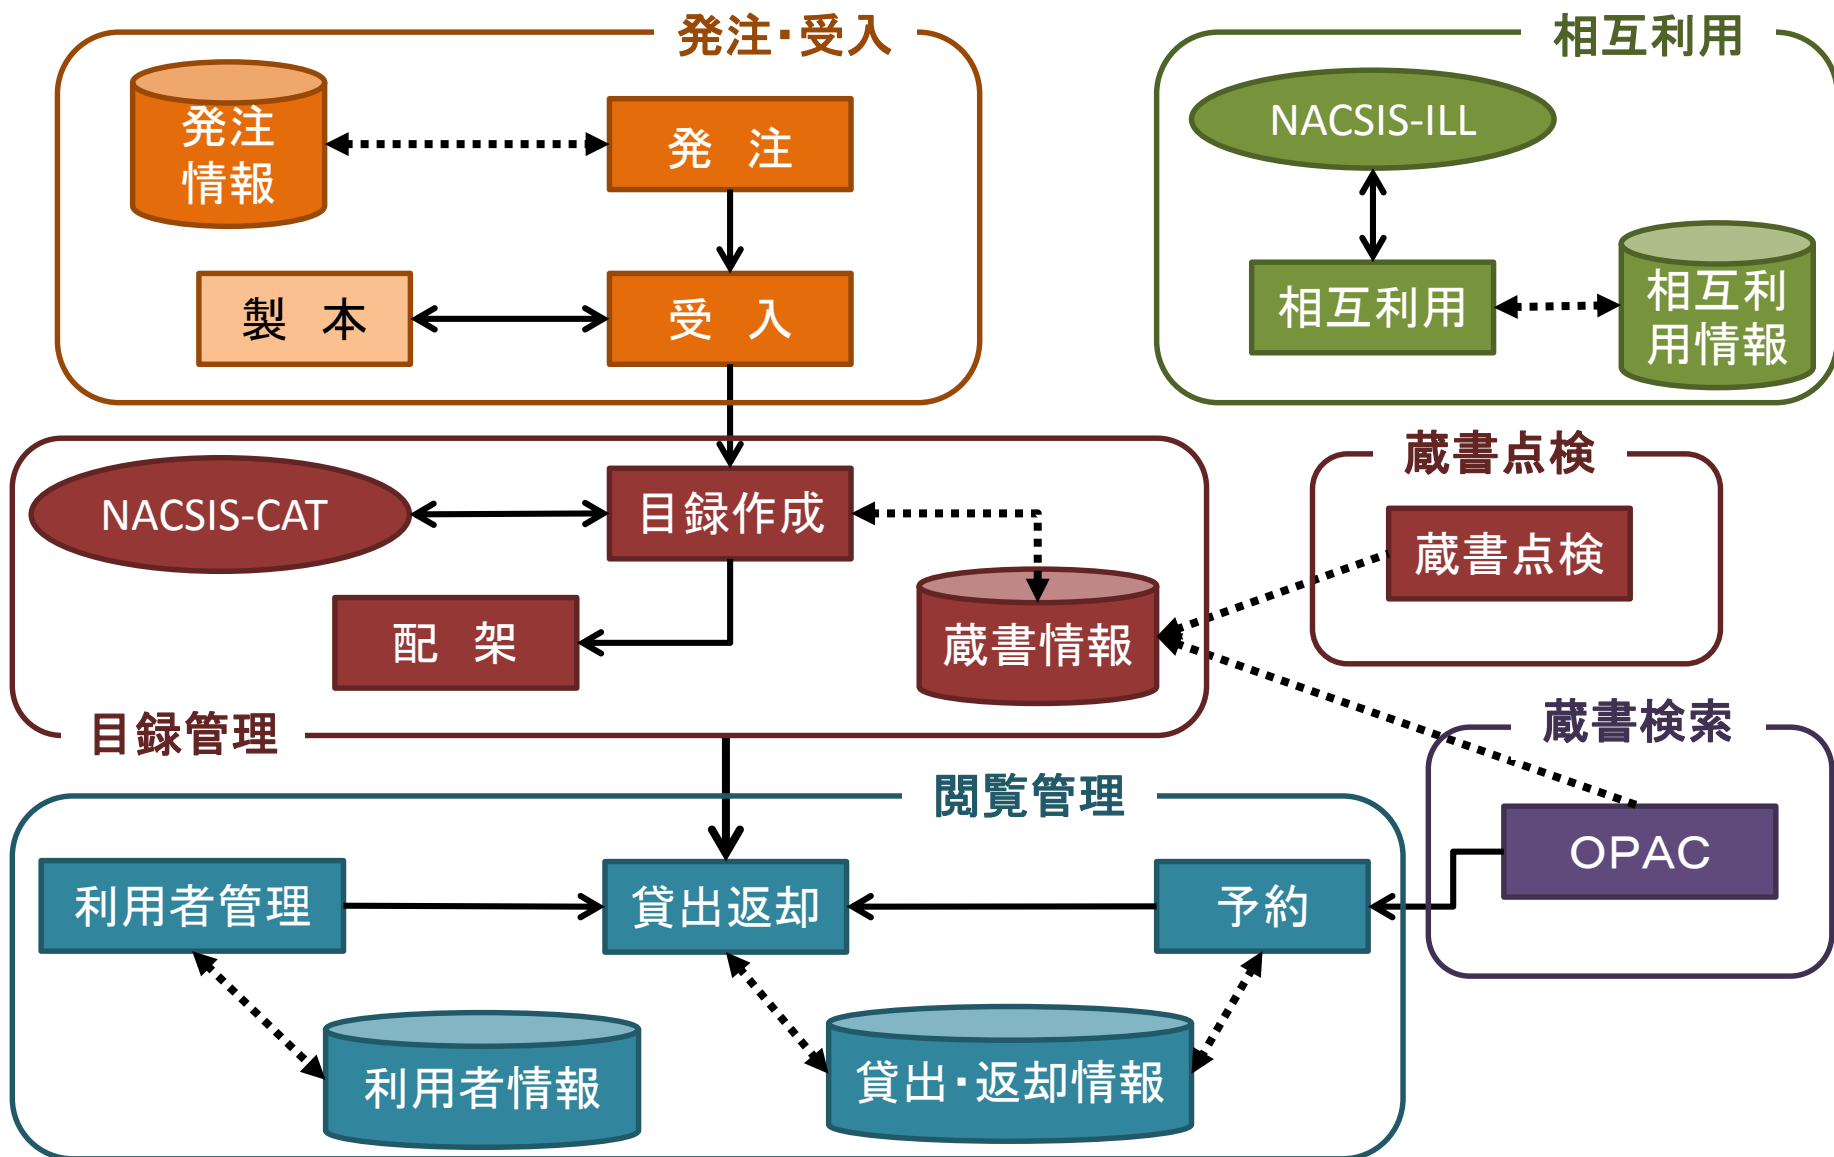 発注・受入
発注
情報
発　注
製　本
受　入
相互利用
NACSIS-ILL
相互利用
相互利
用情報
NACSIS-CAT
目録作成
配　架
蔵書情報
目録管理
蔵書点検
蔵書点検
蔵書検索
OPAC
閲覧管理
利用者管理
貸出返却
予約
利用者情報
貸出・返却情報